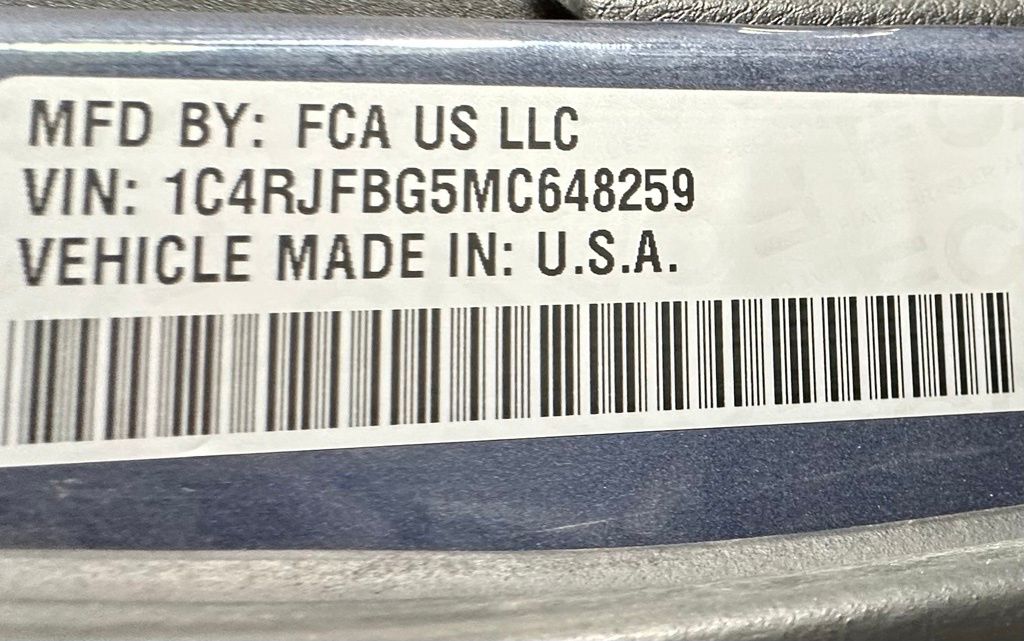 MFD BY: FCA US LLC
VIN: 1C4RJFBG5MC648259
VEHICLE MADE IN: U.S.A.